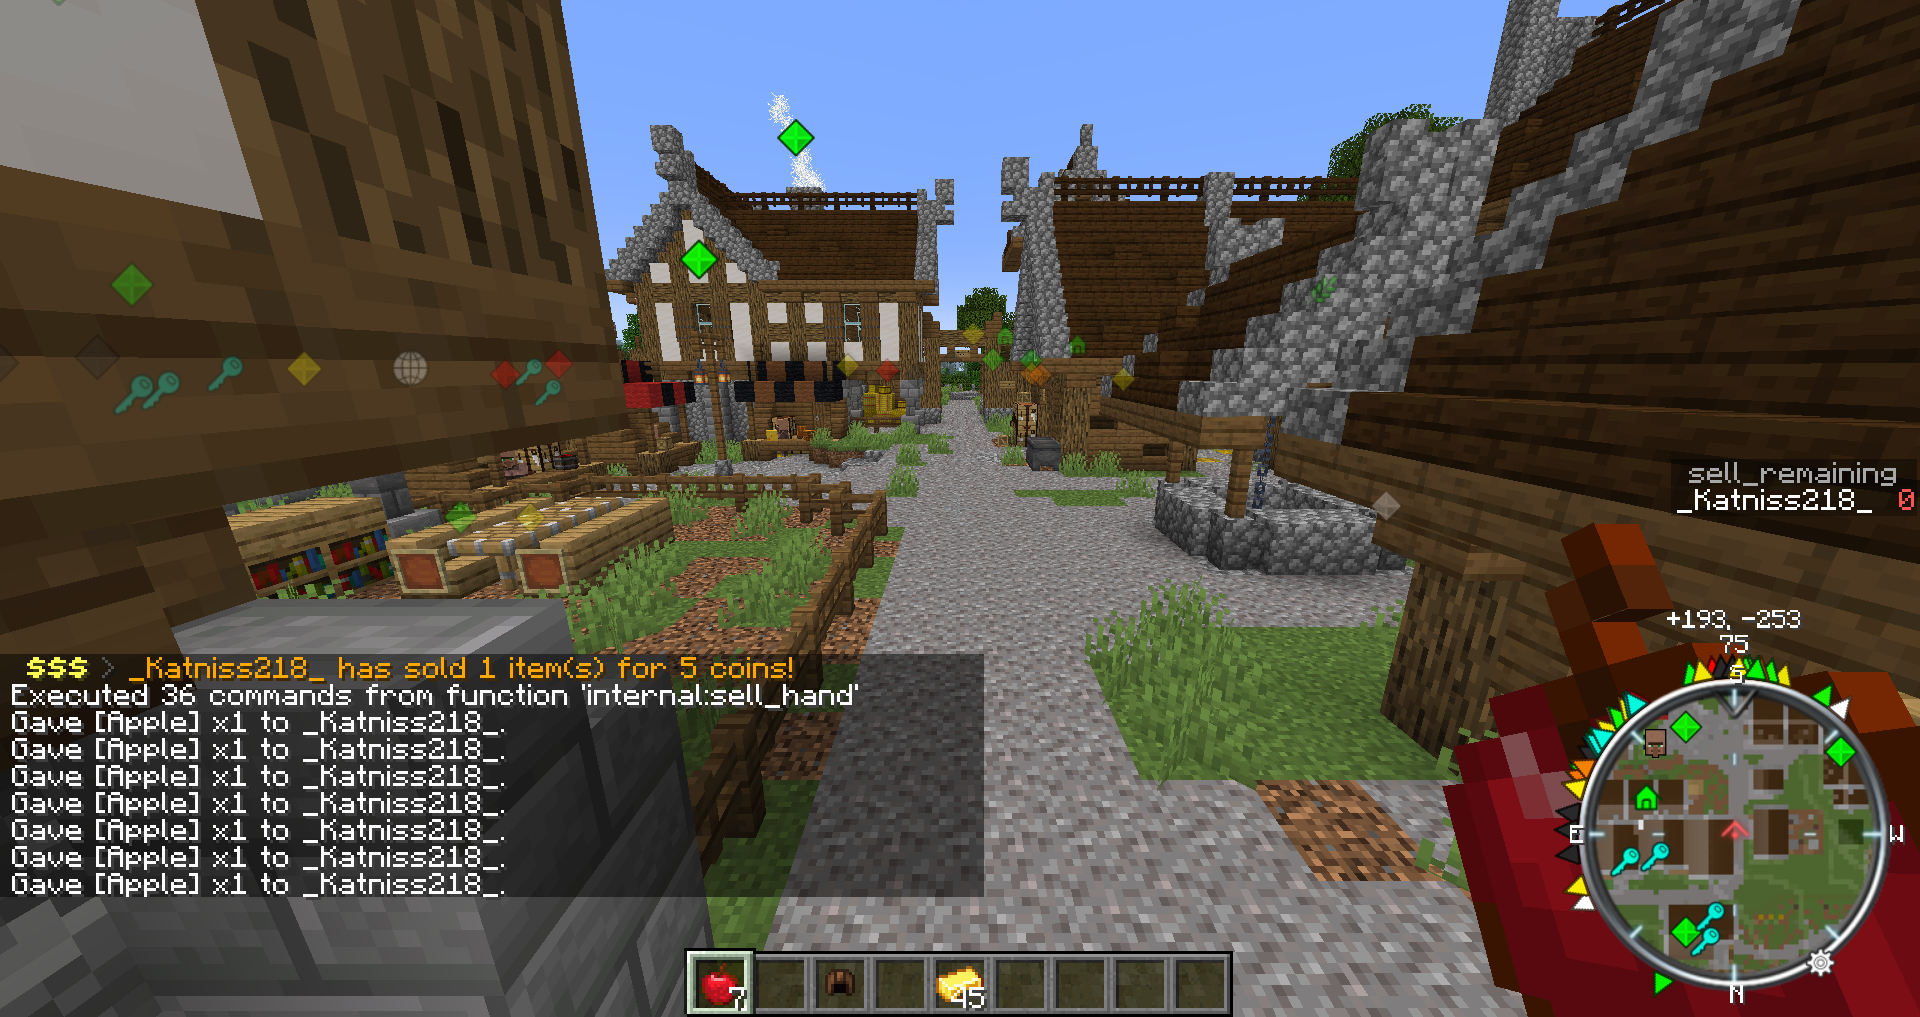 sell_remaining
_Katniss218_ 0
+193, -253
75
S
E
W
N
$$$ > _Katniss218_ has sold 1 item(s) for 5 coins!
Executed 36 commands from function 'internal:sell_hand'
Gave [Apple] x1 to _Katniss218_.
Gave [Apple] x1 to _Katniss218_.
Gave [Apple] x1 to _Katniss218_.
Gave [Apple] x1 to _Katniss218_.
Gave [Apple] x1 to _Katniss218_.
Gave [Apple] x1 to _Katniss218_.
Gave [Apple] x1 to _Katniss218_.
7
45